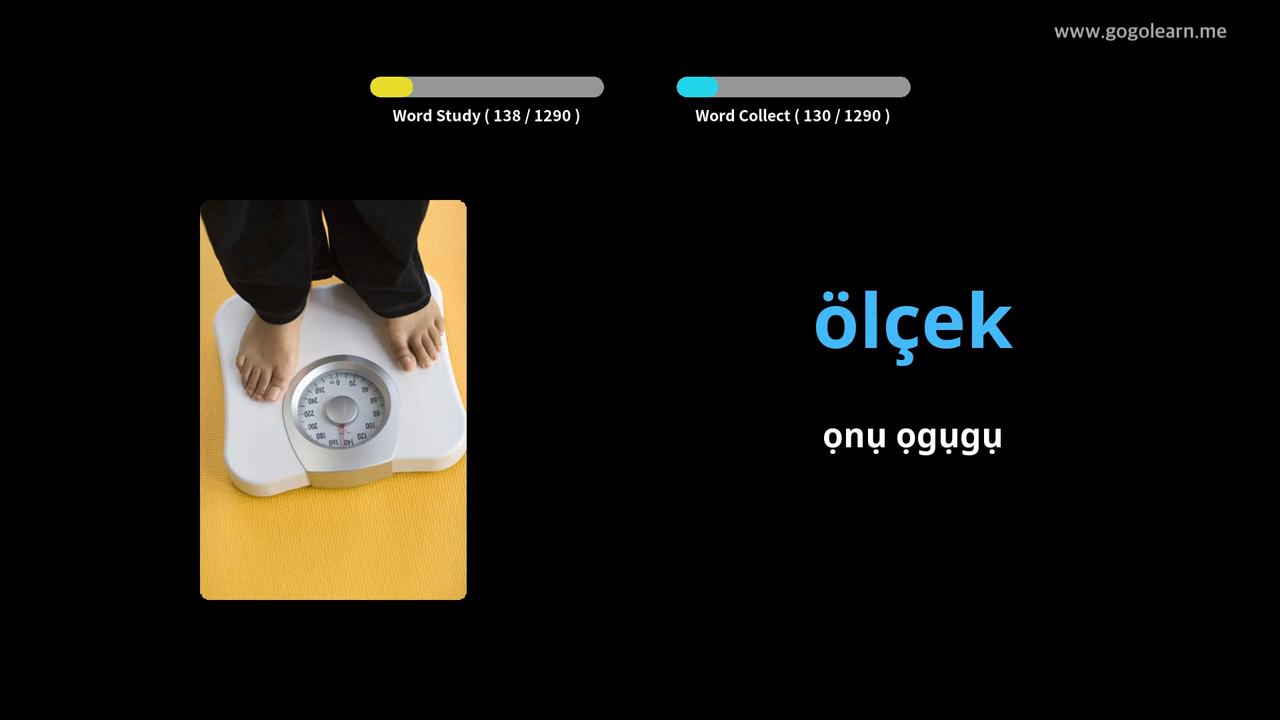 www.gogolearn.me
Word Study ( 138 / 1290 )
Word Collect ( 130 / 1290 )
ölçek
ọnụ ọgụgụ